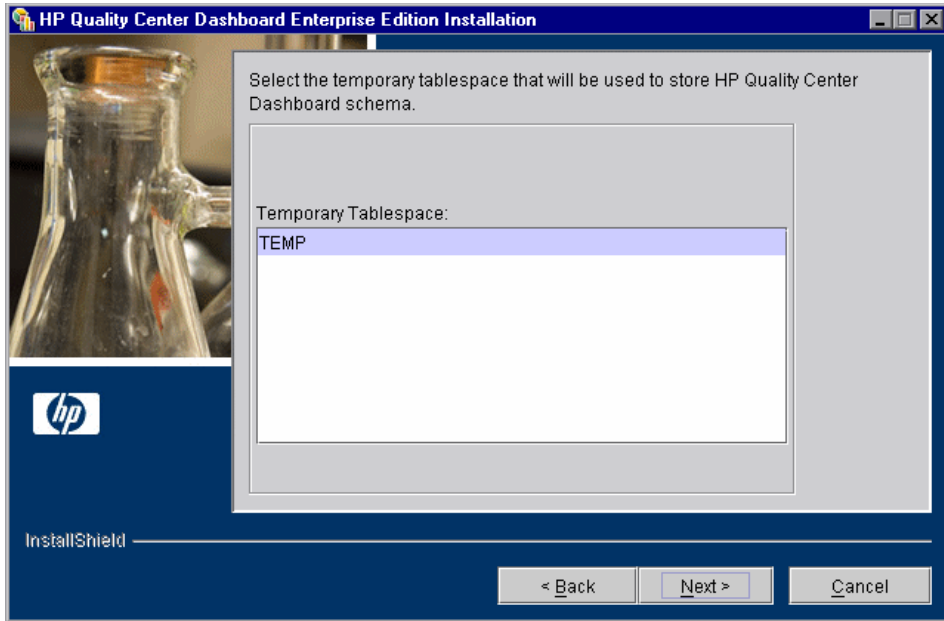 HP Quality Center Dashboard Enterprise Edition Installation
Select the temporary tablespace that will be used to store HP Quality Center
Dashboard schema.
Temporary Tablespace:
TEMP
hp
InstallShield
< Back
Next >
Cancel